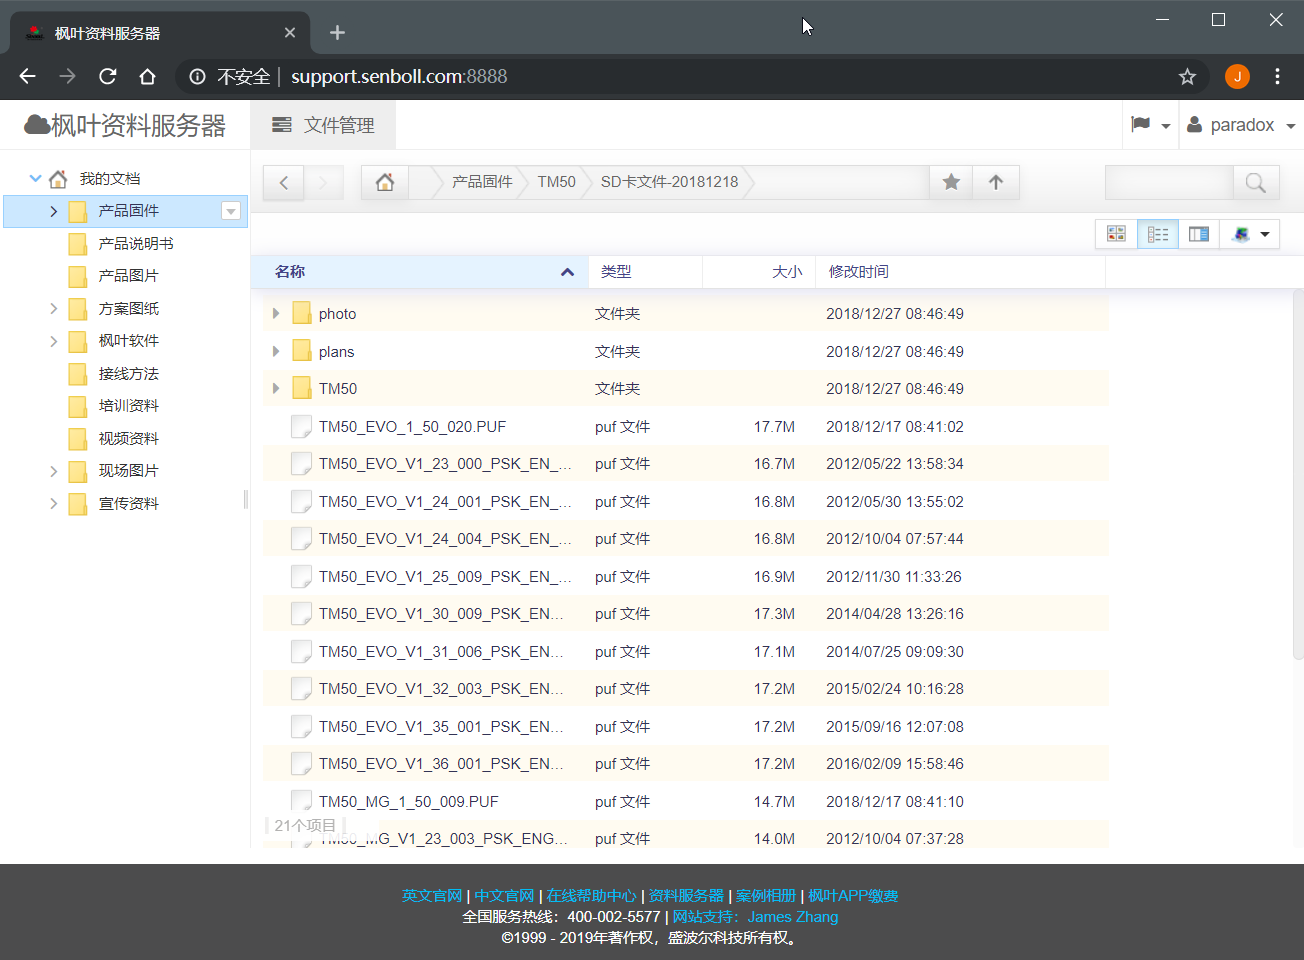 枫叶资料服务器
不安全 | support.senboll.com:8888
J
枫叶资料服务器
文件管理
paradox
我的文档
产品固件
产品说明书
产品图片
方案图纸
枫叶软件
接线方法
培训资料
视频资料
现场图片
宣传资料
产品固件 TM50 SD卡文件-20181218
名称 类型 大小 修改时间
photo 文件夹 2018/12/27 08:46:49
plans 文件夹 2018/12/27 08:46:49
TM50 文件夹 2018/12/27 08:46:49
TM50_EVO_1_50_020.PUF puf 文件 17.7M 2018/12/17 08:41:02
TM50_EVO_V1_23_000_PSK_EN_... puf 文件 16.7M 2012/05/22 13:58:34
TM50_EVO_V1_24_001_PSK_EN_... puf 文件 16.8M 2012/05/30 13:55:02
TM50_EVO_V1_24_004_PSK_EN_... puf 文件 16.8M 2012/10/04 07:57:44
TM50_EVO_V1_25_009_PSK_EN_... puf 文件 16.9M 2012/11/30 11:33:26
TM50_EVO_V1_30_009_PSK_EN... puf 文件 17.3M 2014/04/28 13:26:16
TM50_EVO_V1_31_006_PSK_EN... puf 文件 17.1M 2014/07/25 09:09:30
TM50_EVO_V1_32_003_PSK_EN... puf 文件 17.2M 2015/02/24 10:16:28
TM50_EVO_V1_35_001_PSK_EN... puf 文件 17.2M 2015/09/16 12:07:08
TM50_EVO_V1_36_001_PSK_EN... puf 文件 17.2M 2016/02/09 15:58:46
TM50_MG_1_50_009.PUF puf 文件 14.7M 2018/12/17 08:41:10
21个项目
TM50_MG_V1_23_003_PSK_ENG... puf 文件 14.0M 2012/10/04 07:37:28
英文官网 | 中文官网 | 在线帮助中心 | 资料服务器 | 案例相册 | 枫叶APP缴费
全国服务热线：400-002-5577 | 网站支持：James Zhang
©1999 - 2019年著作权，盛波尔科技所有权。